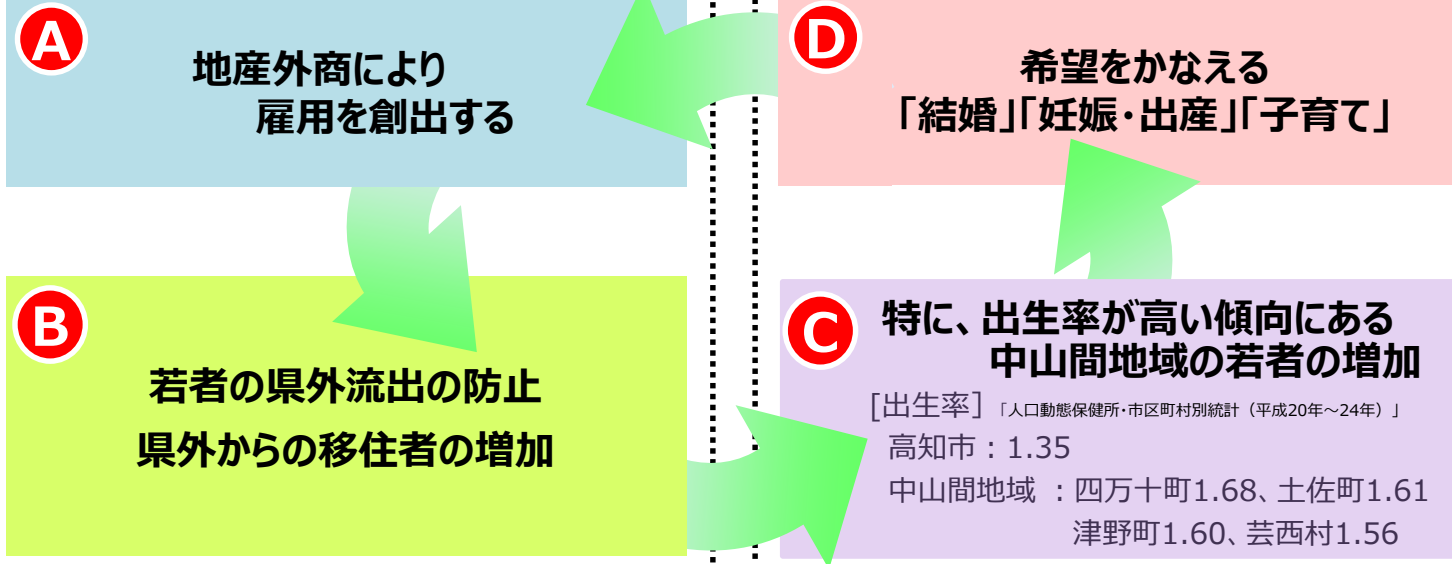 A
地産外商により
雇用を創出する
B
若者の県外流出の防止
県外からの移住者の増加
D
希望をかなえる
「結婚」「妊娠・出産」「子育て」
C
特に、出生率が高い傾向にある
中山間地域の若者の増加
[出生率] 「人口動態保健所・市区町村別統計（平成20年～24年）」
高知市：1.35
中山間地域 ：四万十町1.68、土佐町1.61
津野町1.60、芸西村1.56